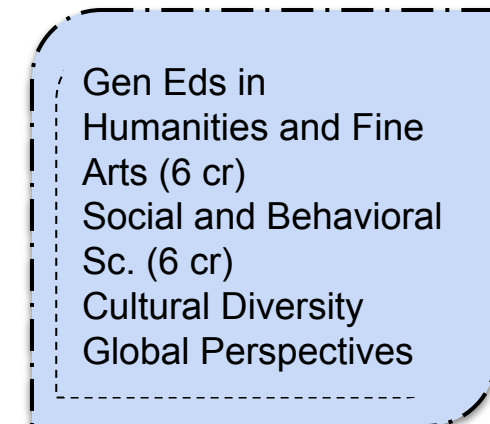 Gen Eds in
Humanities and Fine
Arts (6 cr)
Social and Behavioral
Sc. (6 cr)
Cultural Diversity
Global Perspectives